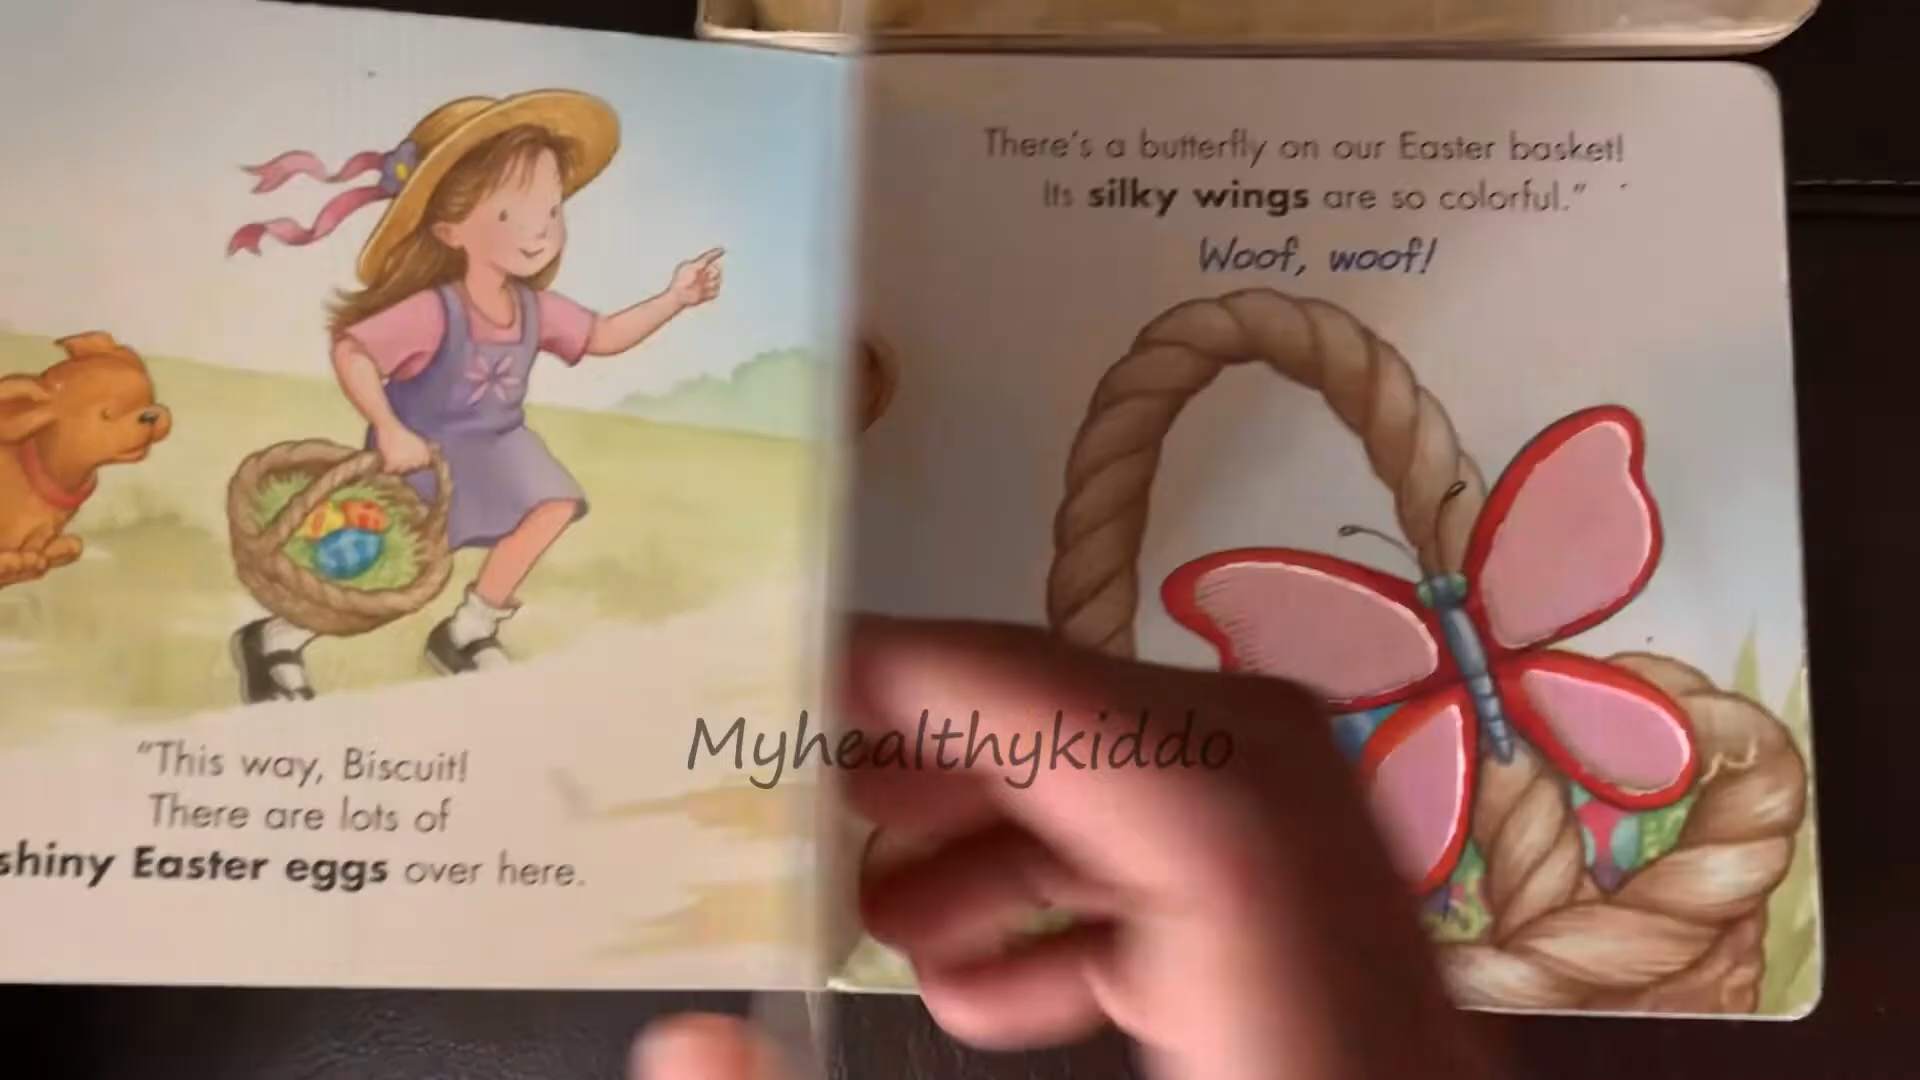 "This way, Biscuit!
There are lots of
shiny Easter eggs over here.
There's a butterfly on our Easter basket!
Its silky wings are so colorful."
Woof, woof!
Myhealthykiddo